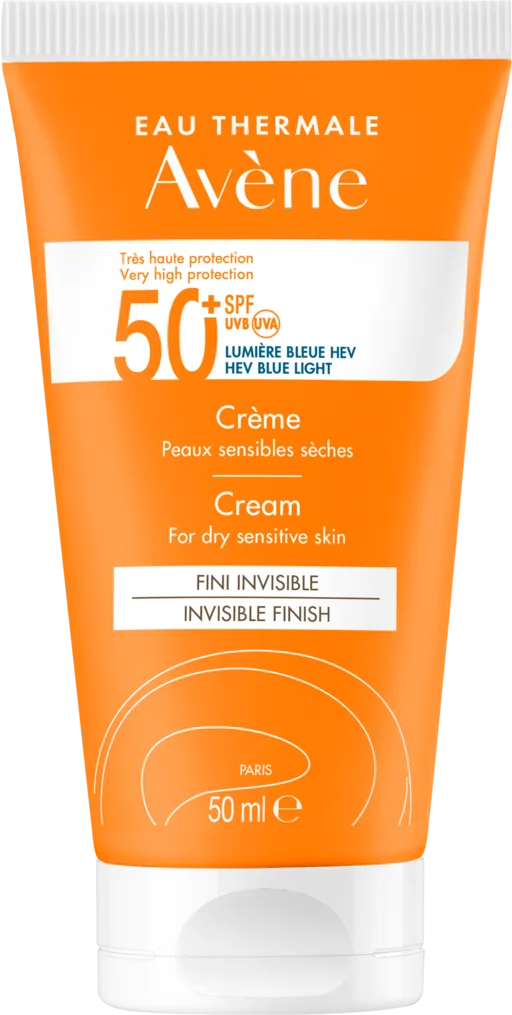 EAU THERMALE
Avène
Très haute protection
Very high protection
50+ SPF
UVB UVA
LUMIÈRE BLEUE HEV
HEV BLUE LIGHT
Crème
Peaux sensibles sèches
Cream
For dry sensitive skin
FINI INVISIBLE
INVISIBLE FINISH
PARIS
50 ml ℮